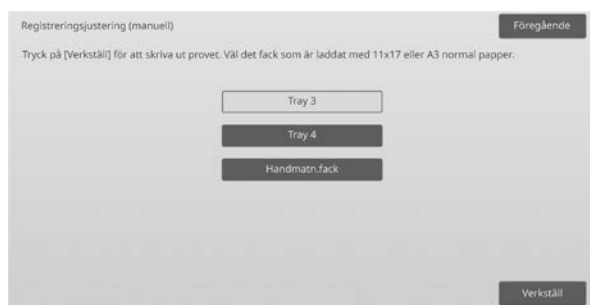 Registreringsjustering (manuell)
Föregående
Tryck på [Verkställ] för att skriva ut provet. Väl det fack som är laddat med 11x17 eller A3 normal papper.
Tray 3
Tray 4
Handmatn.fack
Verkställ